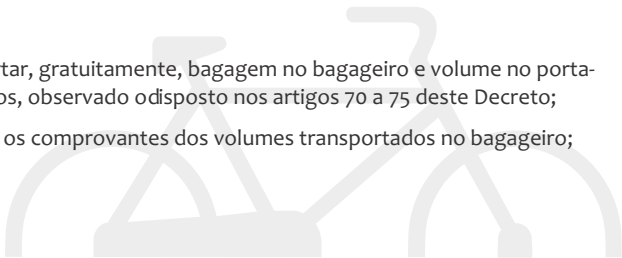 tar, gratuitamente, bagagem no bagageiro e volume no porta-
os, observado odisposto nos artigos 70 a 75 deste Decreto;
os comprovantes dos volumes transportados no bagageiro;